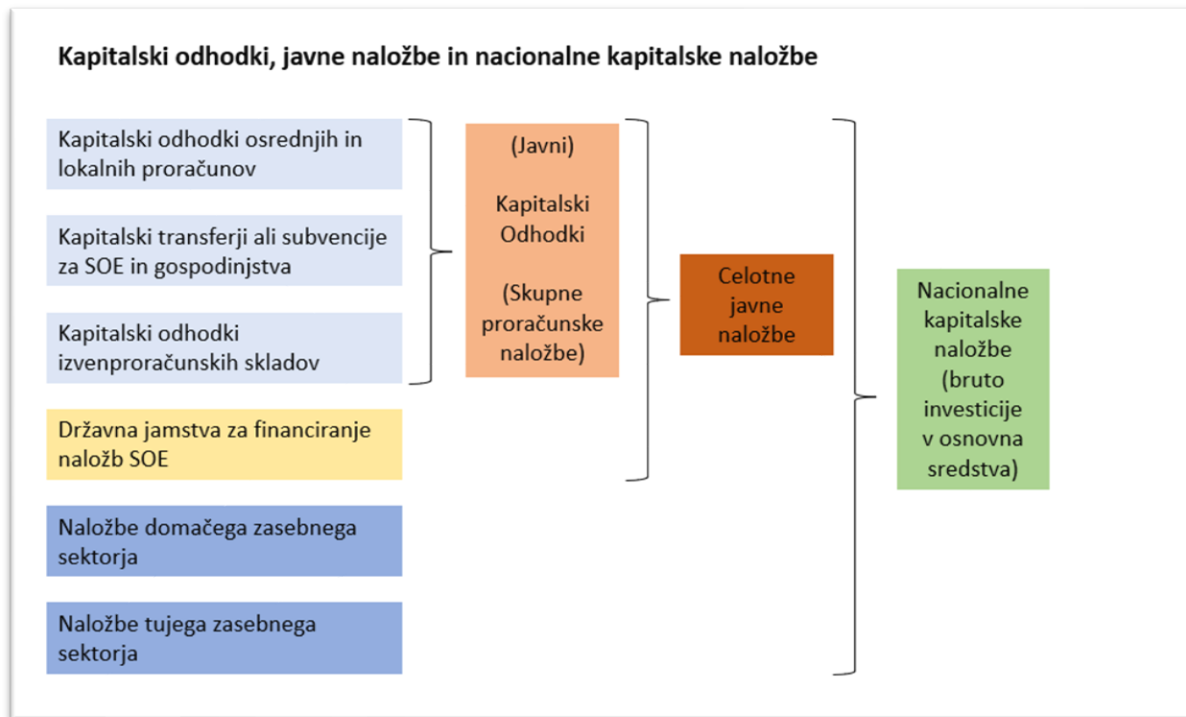 Kapitalski odhodki, javne naložbe in nacionalne kapitalske naložbe
Kapitalski odhodki osrednjih in
lokalnih proračunov
Kapitalski transferji ali subvencije
za SOE in gospodinjstva
Kapitalski odhodki
izvenproračunskih skladov
Državna jamstva za financiranje
naložb SOE
Naložbe domačega zasebnega
sektorja
Naložbe tujega zasebnega
sektorja
(Javni)
Kapitalski
Odhodki
(Skupne
proračunske
naložbe)
Celotne
javne
naložbe
Nacionalne
kapitalske
naložbe
(bruto
investicije
v osnovna
sredstva)